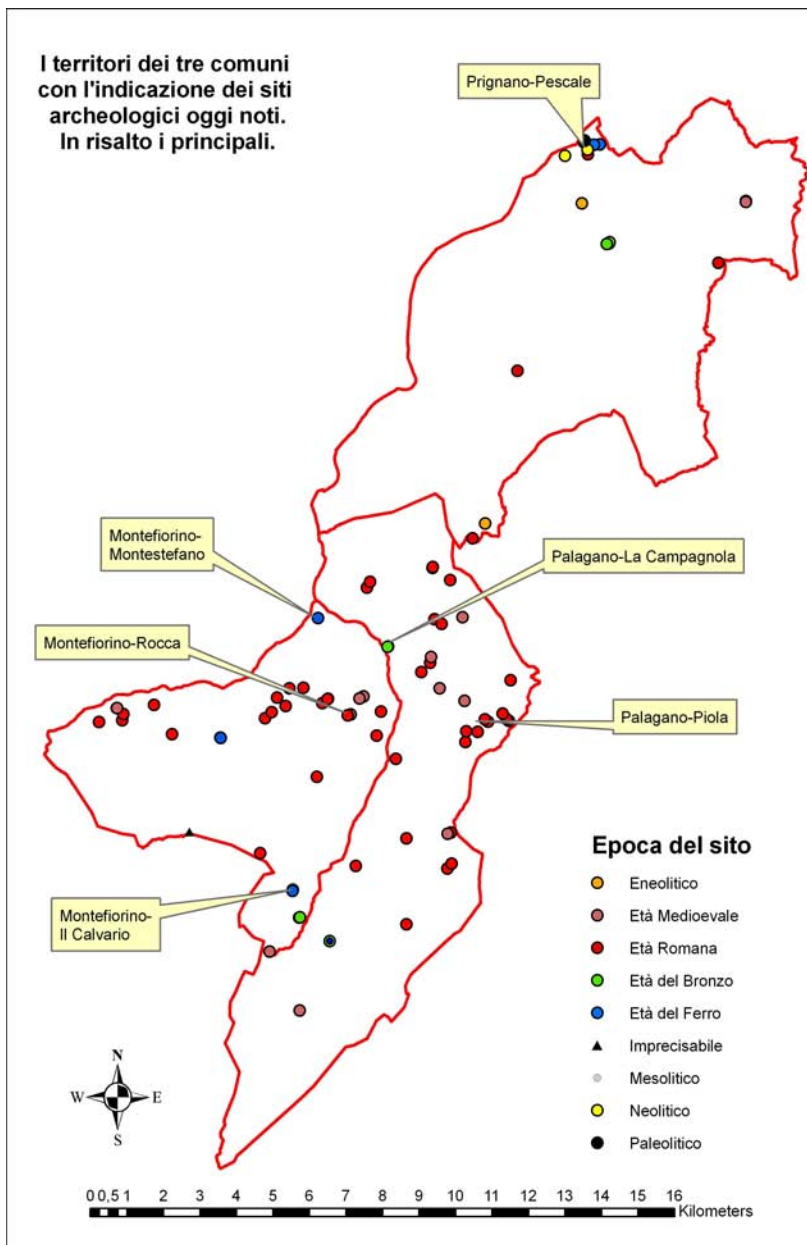 I territori dei tre comuni
con l'indicazione dei siti
archeologici oggi noti.
In risalto i principali.
Prignano-Pescale
Montefiorino-
Montestefano
Palagano-La Campagnola
Montefiorino-Rocca
Palagano-Piola
Montefiorino-
Il Calvario
Epoca del sito
Eneolitico
Età Medioevale
Età Romana
Età del Bronzo
Età del Ferro
Imprecisabile
Mesolitico
Neolitico
Paleolitico
N
W E
S
0 0,5 1 2 3 4 5 6 7 8 9 10 11 12 13 14 15 16
Kilometers